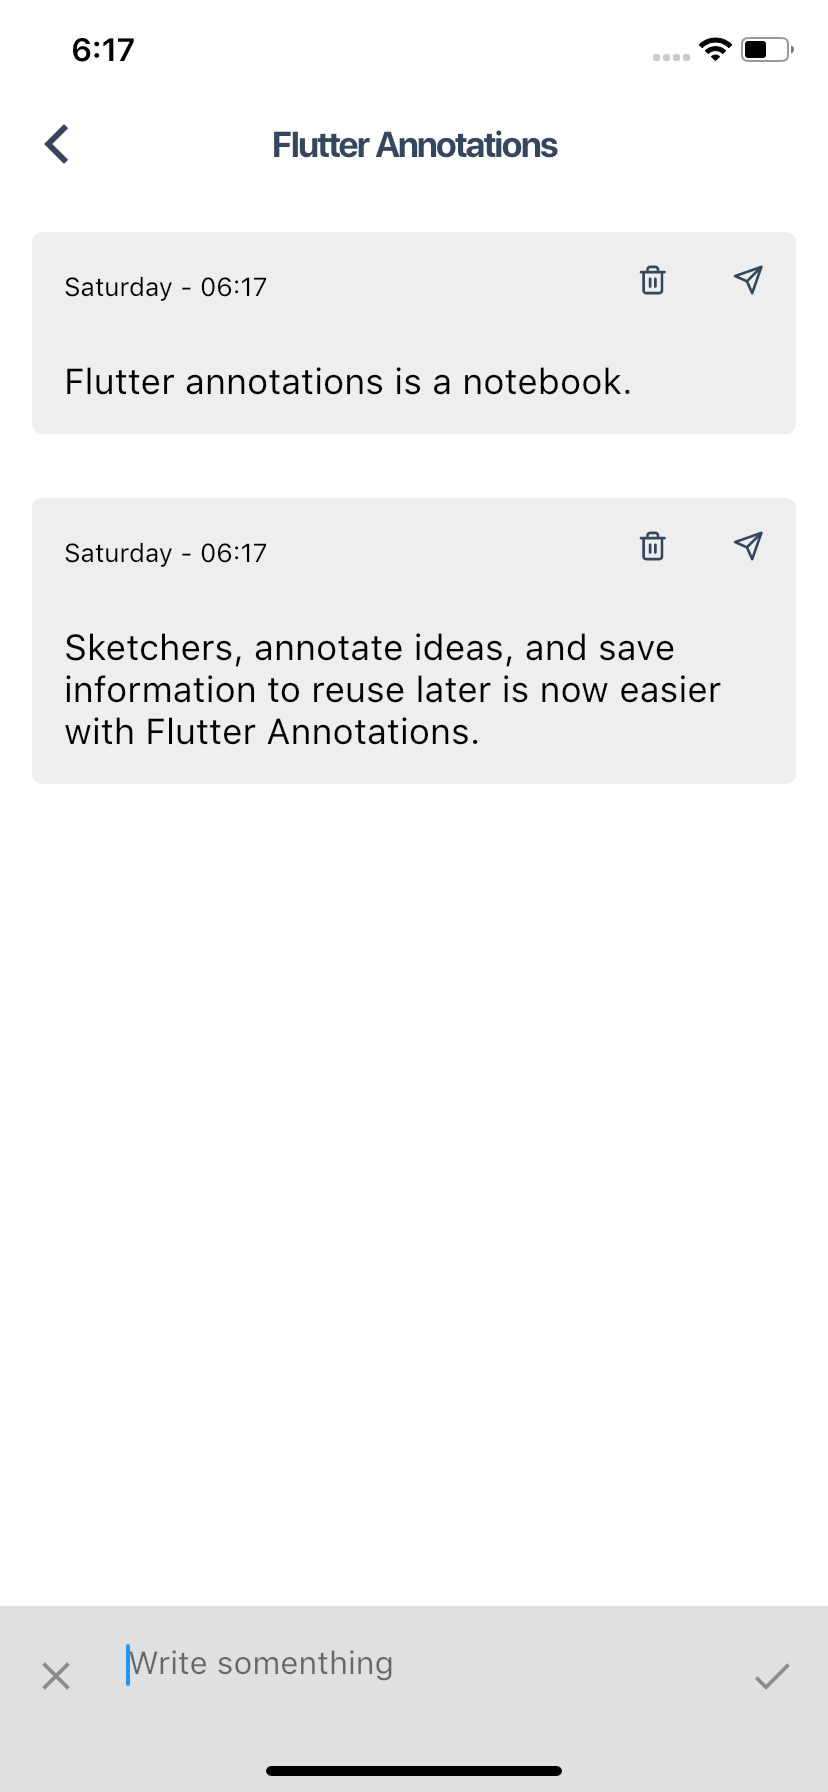 6:17
Flutter Annotations
Saturday - 06:17
Flutter annotations is a notebook.
Saturday - 06:17
Sketchers, annotate ideas, and save
information to reuse later is now easier
with Flutter Annotations.
Write somenthing